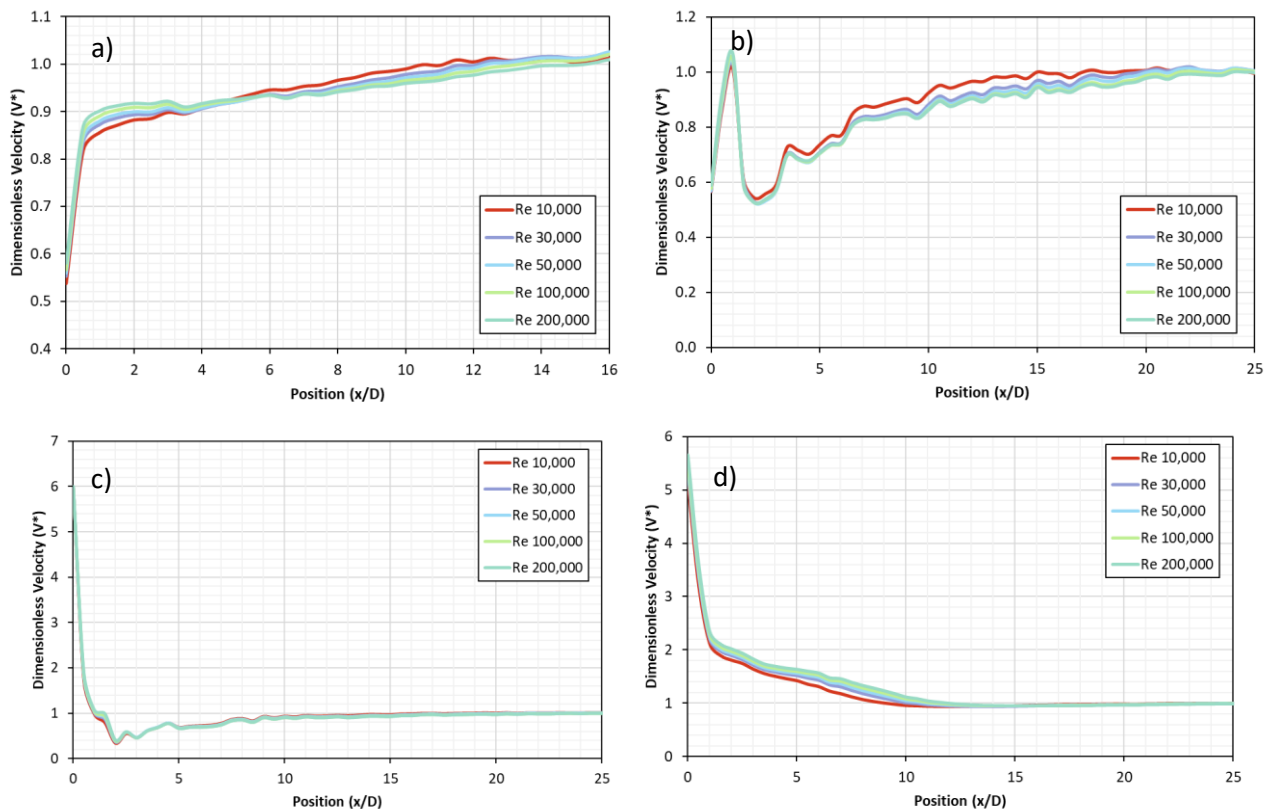 a)
Dimensionless Velocity (V*)
1.1
1.0
0.9
0.8
0.7
0.6
0.5
0.4
Re 10,000
Re 30,000
Re 50,000
Re 100,000
Re 200,000
0 2 4 6 8 10 12 14 16
Position (x/D)
b)
Dimensionless Velocity (V*)
1.2
1.0
0.8
0.6
0.4
0.2
0.0
Re 10,000
Re 30,000
Re 50,000
Re 100,000
Re 200,000
0 5 10 15 20 25
Position (x/D)
c)
Dimensionless Velocity (V*)
7
6
5
4
3
2
1
0
Re 10,000
Re 30,000
Re 50,000
Re 100,000
Re 200,000
0 5 10 15 20 25
Position (x/D)
d)
Dimensionless Velocity (V*)
6
5
4
3
2
1
0
Re 10,000
Re 30,000
Re 50,000
Re 100,000
Re 200,000
0 5 10 15 20 25
Position (x/D)